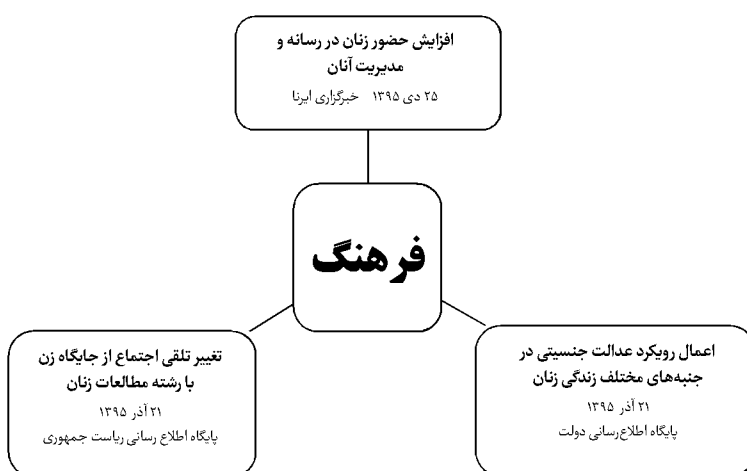 افزایش حضور زنان در رسانه و
مدیریت آنان
۲۵ دی ۱۳۹۵ خبرگزاری ایرنا
فرهنگ
اعمال رویکرد عدالت جنسیتی در
جنبه‌های مختلف زندگی زنان
۲۱ آذر ۱۳۹۵
پایگاه اطلاع‌رسانی دولت
تغییر تلقی اجتماع از جایگاه زن
با رشته مطالعات زنان
۲۱ آذر ۱۳۹۵
پایگاه اطلاع رسانی ریاست جمهوری